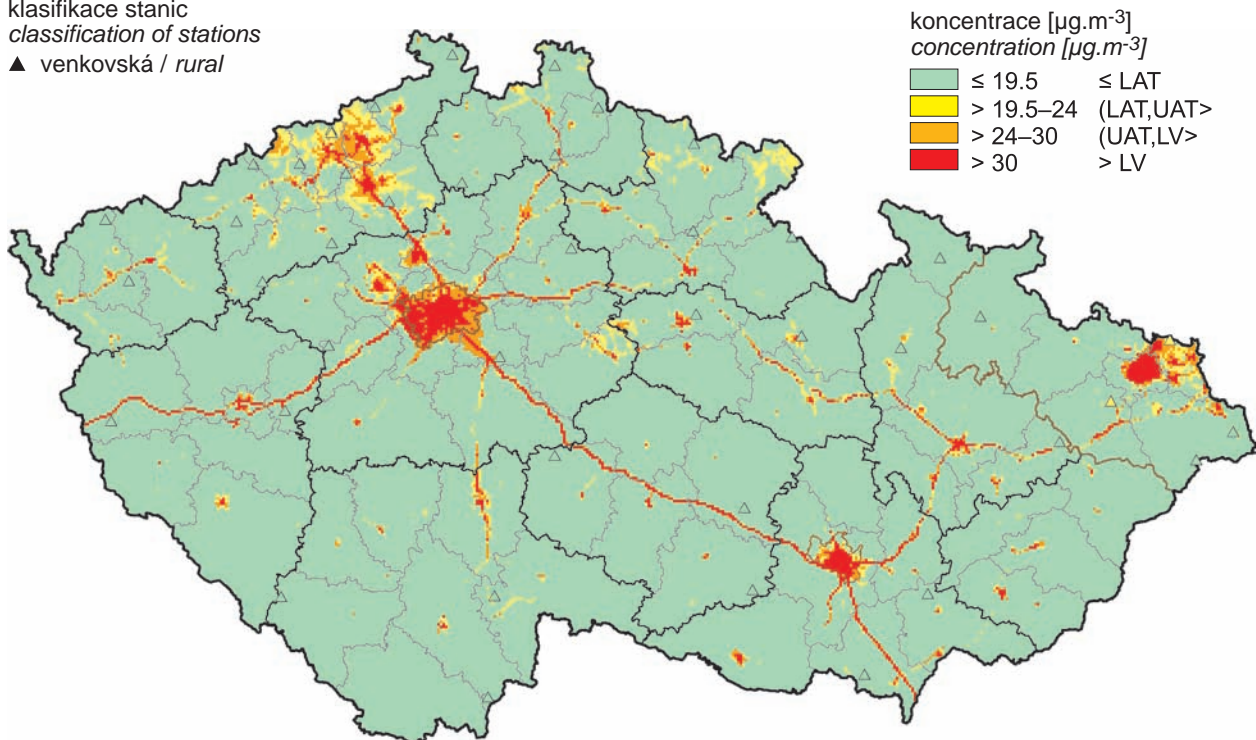 klasifikace stanic
classification of stations
▲ venkovská / rural
koncentrace [µg.m-3]
concentration [µg.m-3]
≤ 19.5 ≤ LAT
> 19.5–24 (LAT,UAT>
> 24–30 (UAT,LV>
> 30 > LV